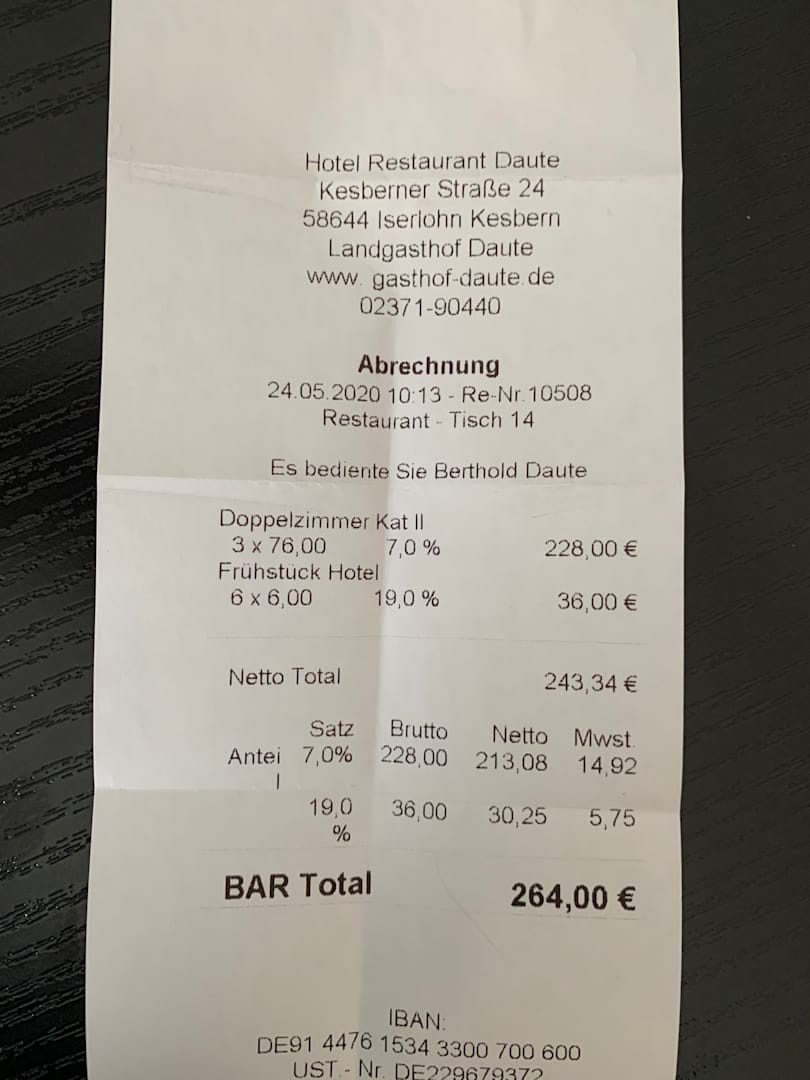 Hotel Restaurant Daute
Kesberner Straße 24
58644 Iserlohn Kesbern
Landgasthof Daute
www. gasthof-daute.de
02371-90440
Abrechnung
24.05.2020 10:13 - Re-Nr.10508
Restaurant - Tisch 14
Es bediente Sie Berthold Daute
Doppelzimmer Kat II
3 x 76,00 7,0 % 228,00 €
Frühstück Hotel
6 x 6,00 19,0 % 36,00 €
Netto Total 243,34 €
Satz Brutto Netto Mwst.
Antei 7,0% 228,00 213,08 14,92
l
19,0 36,00 30,25 5,75
%
BAR Total 264,00 €
IBAN:
DE91 4476 1534 3300 700 600
UST.- Nr. DE229679372